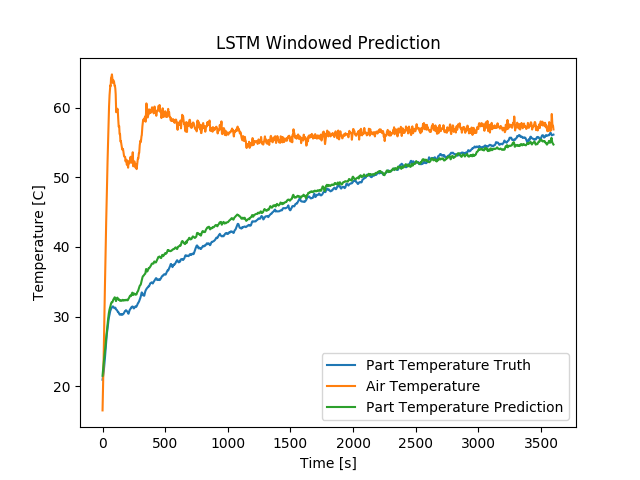 LSTM Windowed Prediction
Temperature [C]
60
50
40
30
20
Part Temperature Truth
Air Temperature
Part Temperature Prediction
0 500 1000 1500 2000 2500 3000 3500
Time [s]